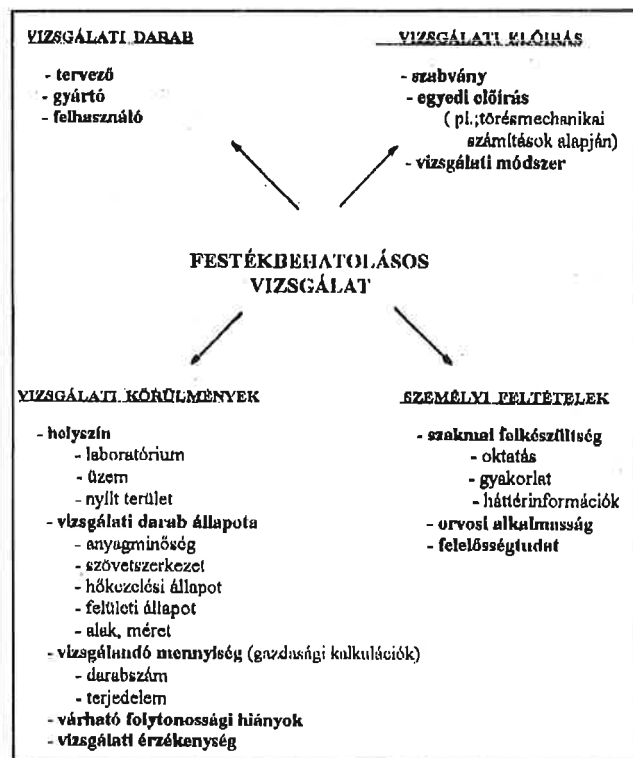 VIZSGÁLATI DARAB
- tervező
- gyártó
- felhasználó
VIZSGÁLATI ELŐÍRÁS
- szabvány
- egyedi előírás
( pl.;törésmechanikai
számítások alapján)
- vizsgálati módszer
FESTÉKBEHATOLÁSOS
VIZSGÁLAT
VIZSGÁLATI KÖRÜLMÉNYEK
- helyszín
- laboratórium
- üzem
- nyílt terület
- vizsgálati darab állapota
- anyagminőség
- szövetszerkezet
- hőkezelési állapot
- felületi állapot
- alak, méret
- vizsgálandó mennyiség (gazdasági kalkulációk)
- darabszám
- terjedelem
- várható folytonossági hiányok
- vizsgálati érzékenység
SZEMÉLYI FELTÉTELEK
- szakmai felkészültség
- oktatás
- gyakorlat
- háttérinformációk
- orvosi alkalmasság
- felelősségtudat